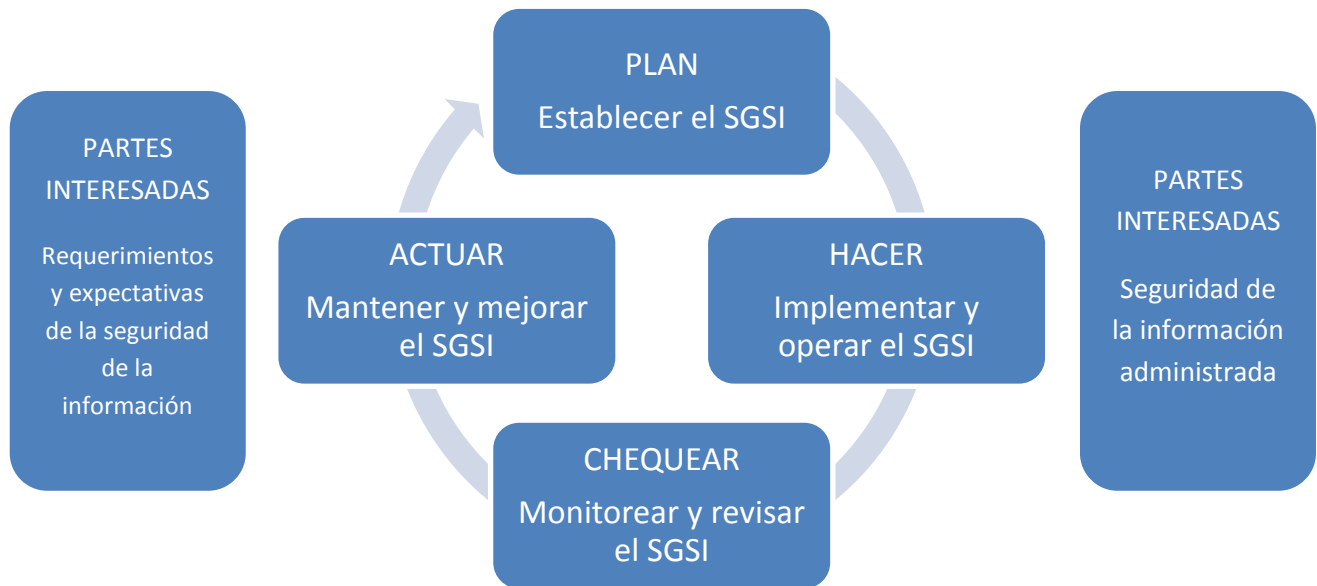 PLAN
Establecer el SGSI
PARTES
INTERESADAS
Requerimientos
y expectativas
de la seguridad
de la
información
ACTUAR
Mantener y mejorar
el SGSI
HACER
Implementar y
operar el SGSI
PARTES
INTERESADAS
Seguridad de
la información
administrada
CHEQUEAR
Monitorear y revisar
el SGSI